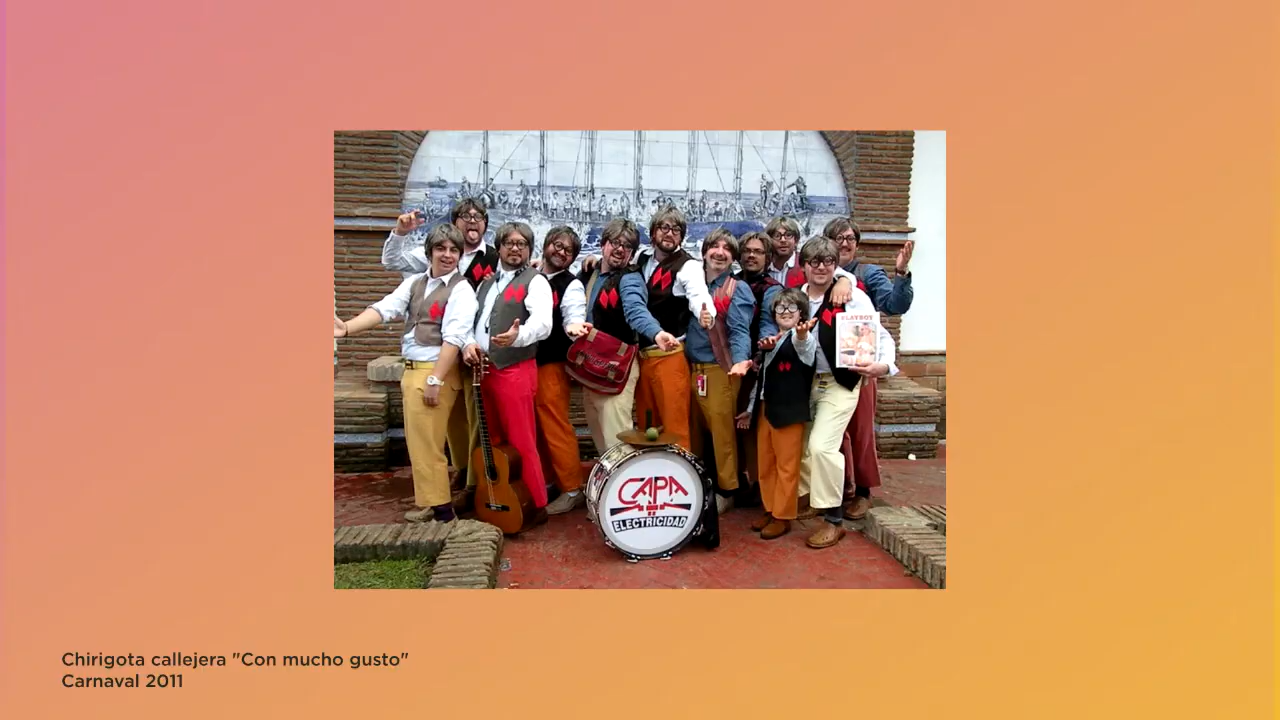 PLAYBOY
CAPA
ELECTRICIDAD
Chirigota callejera "Con mucho gusto"
Carnaval 2011